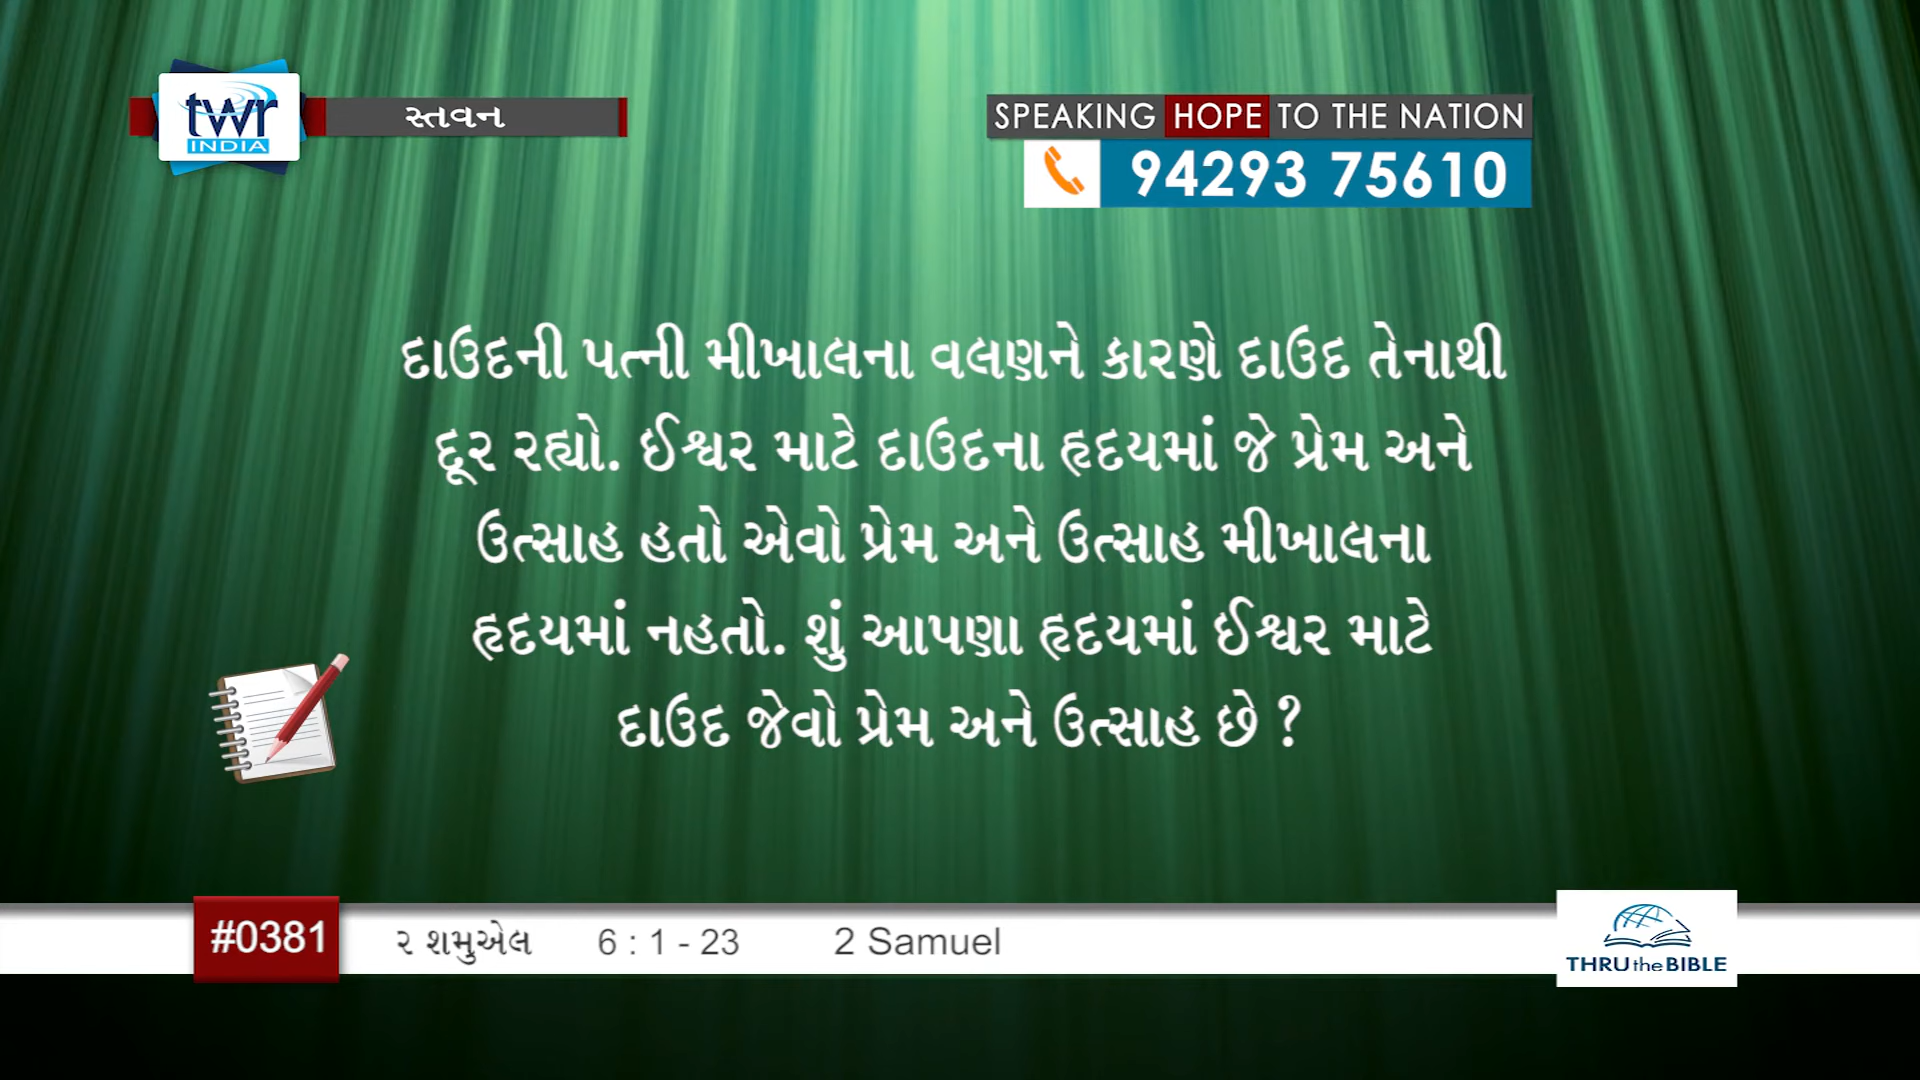 twr
INDIA
સ્તવન
SPEAKING HOPE TO THE NATION
94293 75610
દાઉદની પત્ની મીખાલના વલણને કારણે દાઉદ તેનાથી
દૂર રહ્યો. ઈશ્વર માટે દાઉદના હૃદયમાં જે પ્રેમ અને
ઉત્સાહ હતો એવો પ્રેમ અને ઉત્સાહ મીખાલના
હૃદયમાં નહતો. શું આપણા હૃદયમાં ઈશ્વર માટે
દાઉદ જેવો પ્રેમ અને ઉત્સાહ છે ?
#0381 ૨ શમુએલ 6 : 1 - 23 2 Samuel
THRU the BIBLE